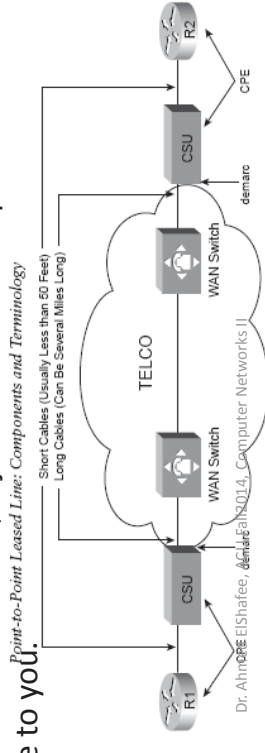 e to you.
Point-to-Point Leased Line: Components and Terminology
Short Cables (Usually Less than 50 Feet)
Long Cables (Can Be Several Miles Long)
TELCO
R1
CSU
WAN Switch
WAN Switch
CSU
R2
CPE
demarc
demarc
CPE
Dr. Ahmed ElShafee, ACU Fall2014, Computer Networks II